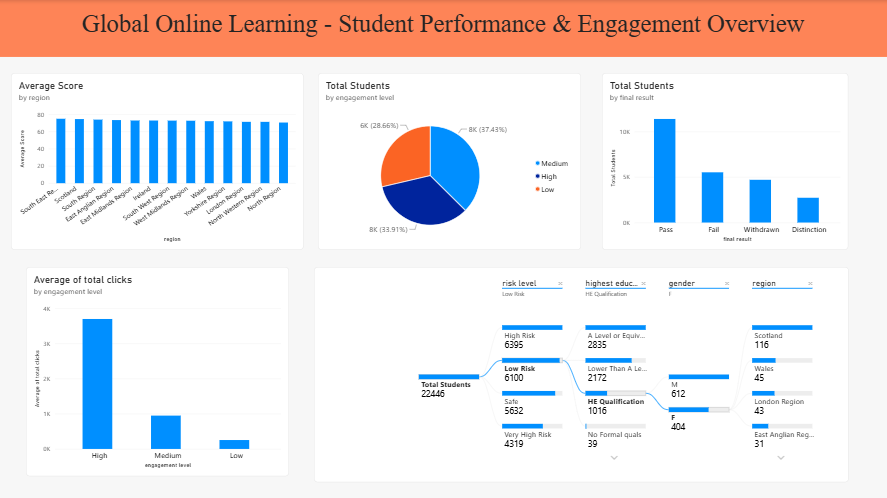 Global Online Learning - Student Performance & Engagement Overview
Average Score
by region
Average Score
80
60
40
20
0
South East Re...
Scotland
South Region
East Anglian Region
East Midlands Region
Ireland
South West Region
West Midlands Region
Wales
Yorkshire Region
London Region
North Western Region
North Region
region
Total Students
by engagement level
6K (28.66%)
8K (37.43%)
8K (33.91%)
Medium
High
Low
Total Students
by final result
Total Students
10K
5K
0K
Pass
Fail
Withdrawn
Distinction
final result
Average of total clicks
by engagement level
Average of total clicks
4K
3K
2K
1K
0K
High
Medium
Low
engagement level
Total Students
22446
risk level
Low Risk
High Risk
6395
Low Risk
6100
Safe
5632
Very High Risk
4319
highest educ...
HE Qualification
A Level or Equiv...
2835
Lower Than A Le...
2172
HE Qualification
1016
No Formal quals
39
gender
F
M
612
F
404
region
Scotland
116
Wales
45
London Region
43
East Anglian Reg...
31